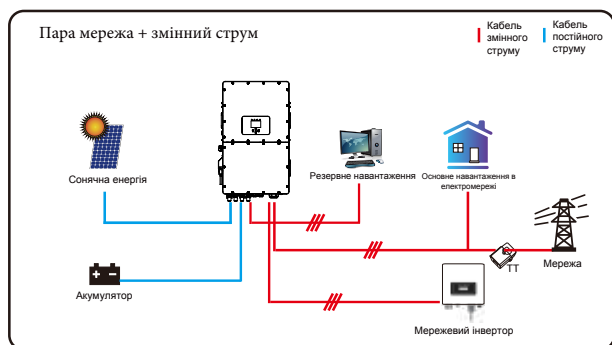 Пара мережа + змінний струм
Кабель
змінного
струму
Кабель
постійного
струму
Сонячна енергія
Резервне навантаження
Основне навантаження в
електромережі
ТТ
Мережа
Акумулятор
Мережевий інвертор